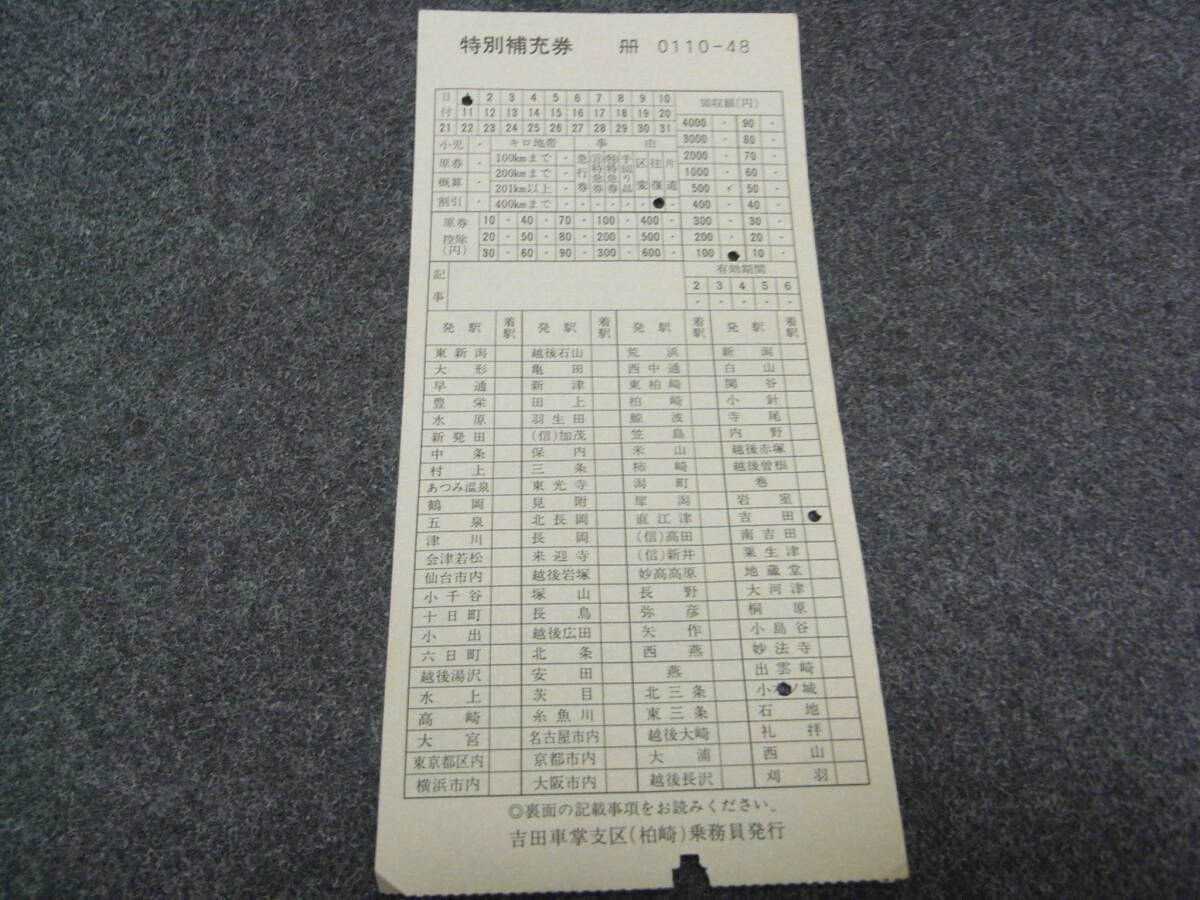 特別補充券 冊 0110-48
日 2 3 4 5 6 7 8 9 10 領収額(円)
付 11 12 13 14 15 16 17 18 19 20 4000 - 90 -
21 22 23 24 25 26 27 28 29 30 31 3000 - 80 -
小児 - キロ地帯 事由 2000 - 70 -
原券 - 100kmまで - 急行券 手回り品 区変 往復 片道 1000 - 60 -
概算 - 200kmまで - 500 50 -
201km以上 - 400 - 40 -
割引 - 400kmまで - - - - - - - 300 - 30 -
原券 10 - 40 - 70 - 100 - 400 - 200 - 20 -
控除 20 - 50 - 80 - 200 - 500 - 100 10 -
(円) 30 - 60 - 90 - 300 - 600 - 有効期間
記事 2 3 4 5 6
- - - - -
発駅 着駅 発駅 着駅 発駅 着駅 発駅 着駅
東新潟 越後石山 荒浜 新潟
大形 亀田 西中通 白山
早通 新津 東柏崎 関谷
豊栄 田上 柏崎 小針
水原 羽生田 鯨波 寺尾
新発田 (信)加茂 笠島 内野
中条 保内 米山 越後赤塚
村上 三条 柿崎 越後曽根
あつみ温泉 東光寺 潟町 巻
鶴岡 見附 犀潟 岩室
五泉 北長岡 直江津 吉田
津川 長岡 (信)高田 南吉田
会津若松 来迎寺 (信)新井 粟生津
仙台市内 越後岩塚 妙高高原 地蔵堂
小千谷 塚山 長野 大河津
十日町 長鳥 弥彦 桐原
小出 越後広田 矢作 小島谷
六日町 北条 西燕 妙法寺
越後湯沢 安田 燕 出雲崎
水上 茨目 北三条 小木ノ城
高崎 糸魚川 東三条 石地
大宮 名古屋市内 越後大崎 礼拝
東京都区内 京都市内 大浦 西山
横浜市内 大阪市内 越後長沢 刈羽
◎裏面の記載事項をお読みください。
吉田車掌支区(柏崎)乗務員発行